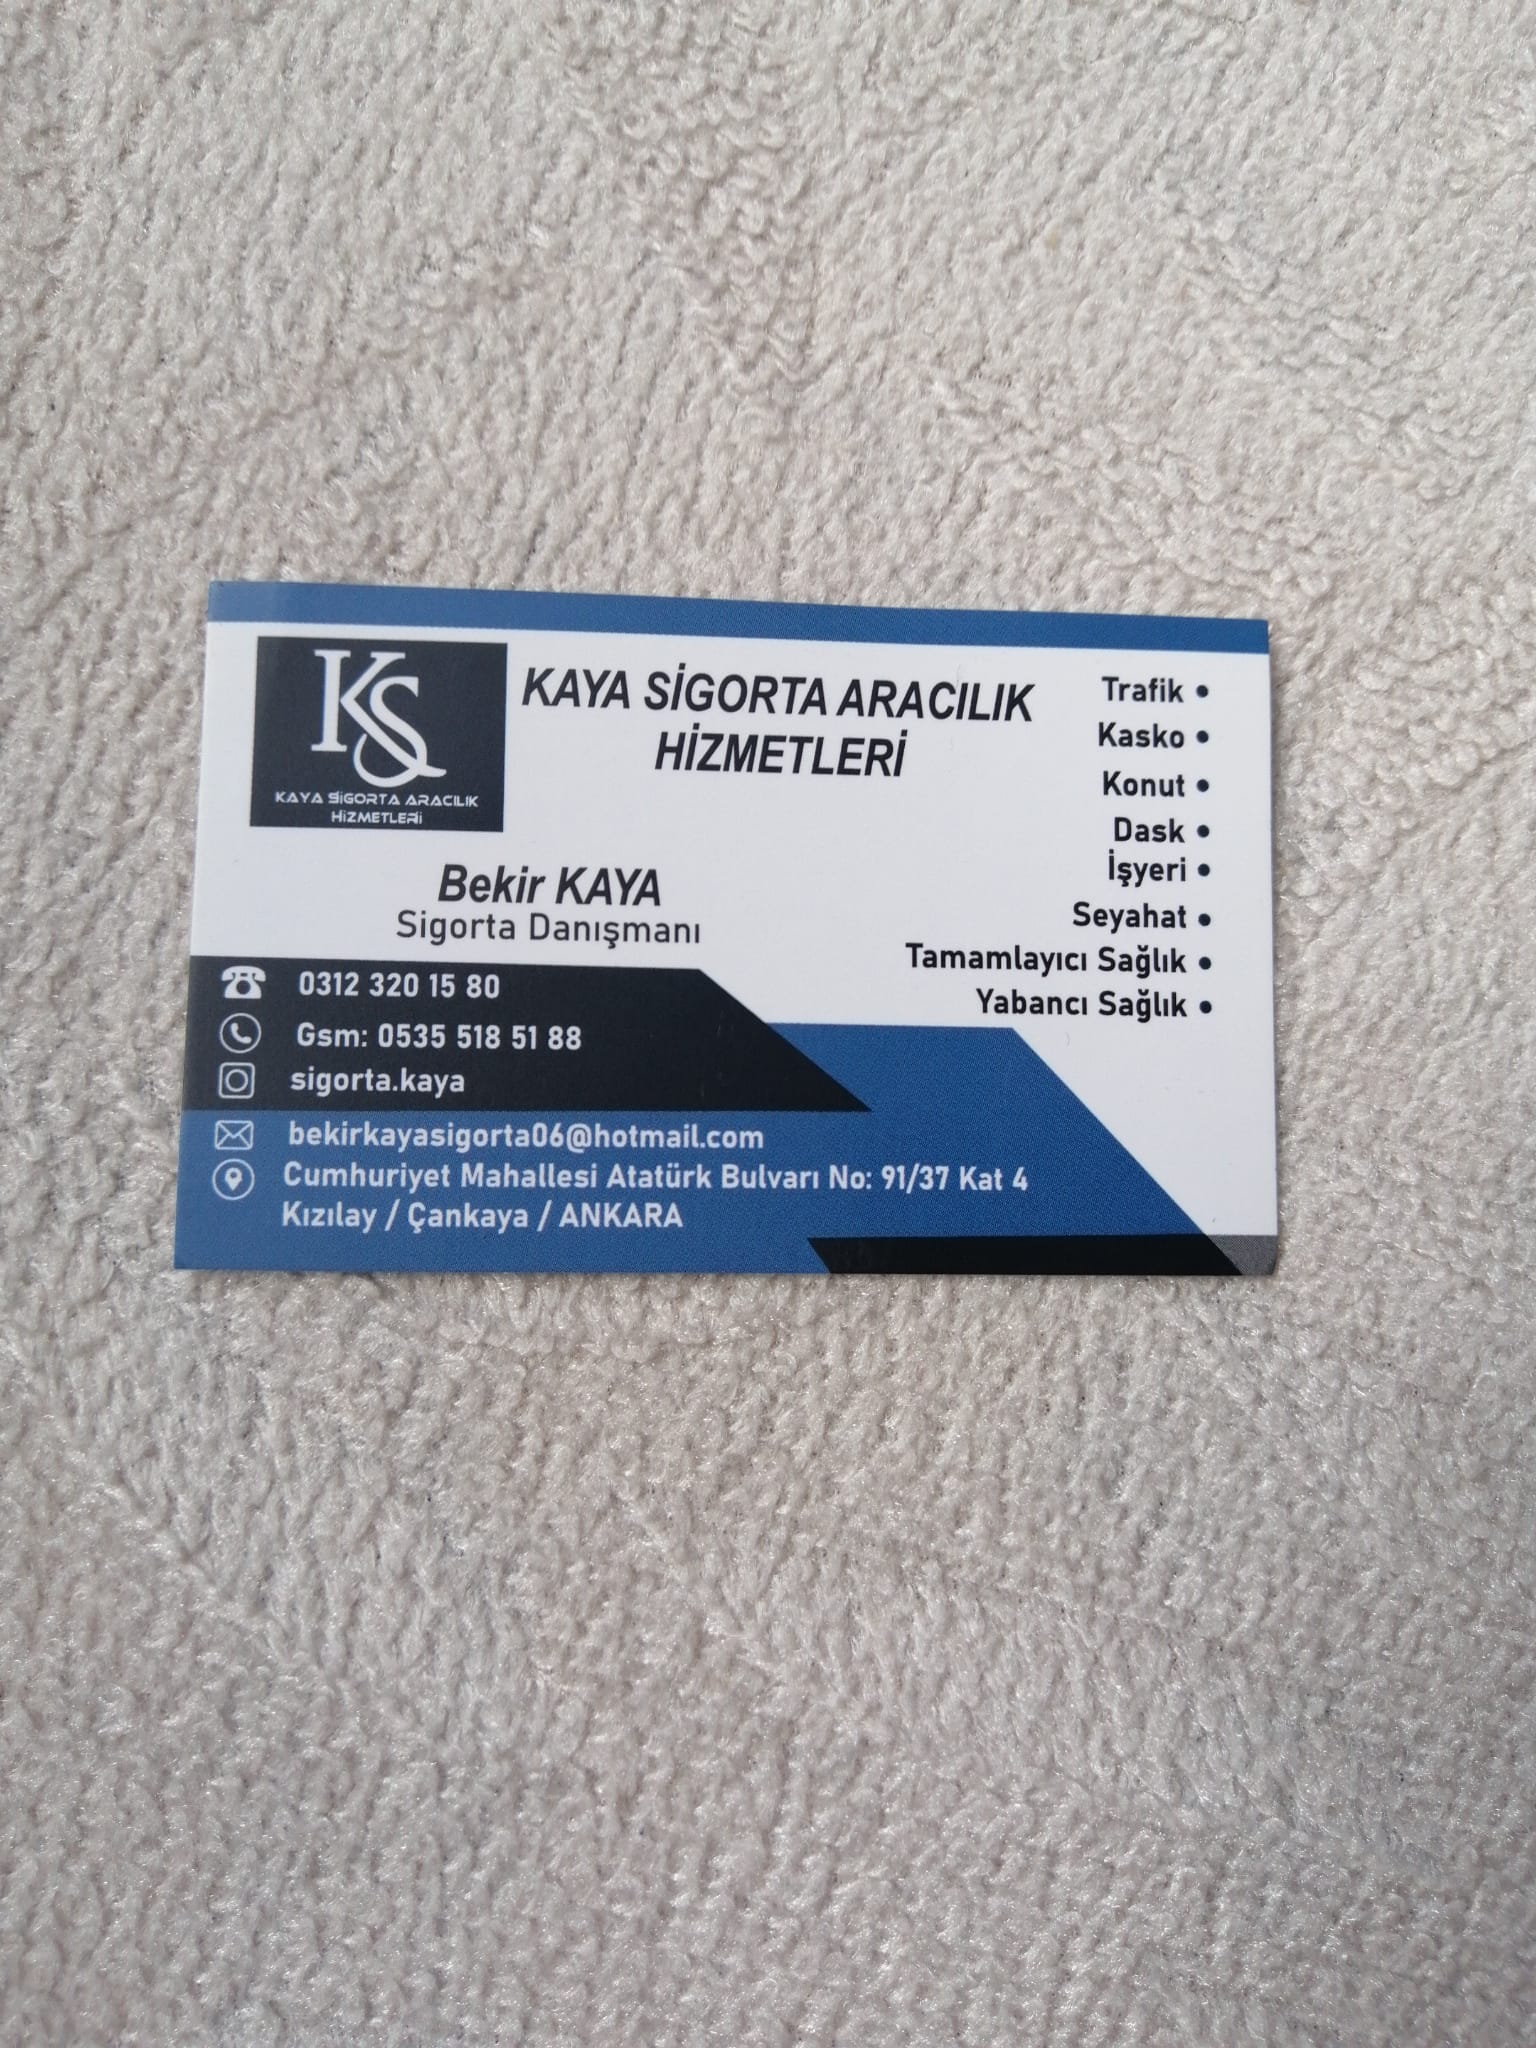 KS
KAYA SİGORTA ARACILIK
HİZMETLERİ
KAYA SİGORTA ARACILIK
HİZMETLERİ
Bekir KAYA
Sigorta Danışmanı
0312 320 15 80
Gsm: 0535 518 51 88
sigorta.kaya
bekirkayasigorta06@hotmail.com
Cumhuriyet Mahallesi Atatürk Bulvarı No: 91/37 Kat 4
Kızılay / Çankaya / ANKARA
Trafik •
Kasko •
Konut •
Dask •
İşyeri •
Seyahat •
Tamamlayıcı Sağlık •
Yabancı Sağlık •